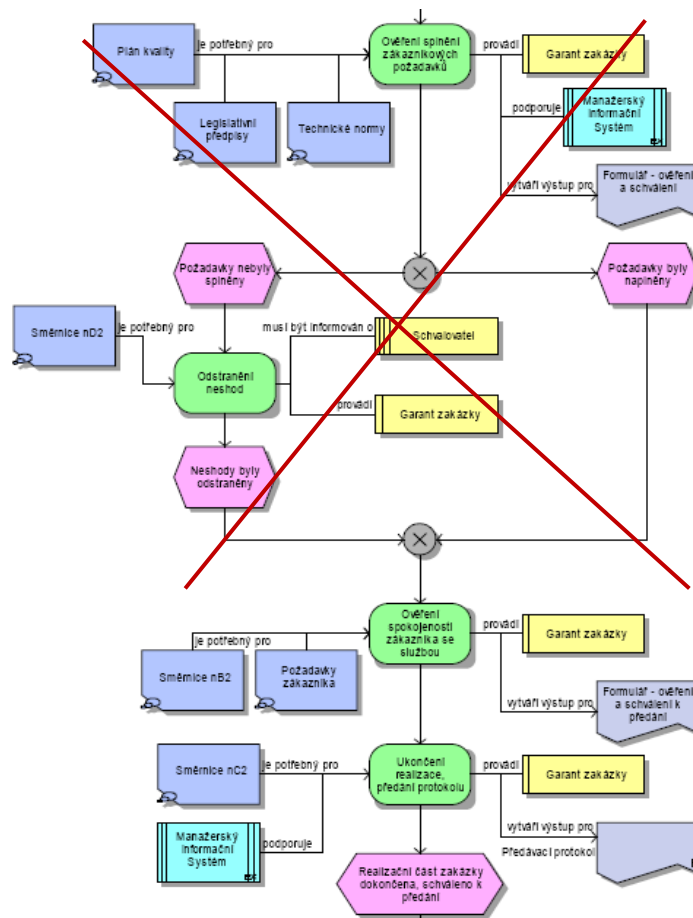 Plán kvality
je potřebný pro
Ověření splnění
zákazníkových
požadavků
provádí
Garant zakázky
Legislativní
předpisy
Technické normy
podporuje
Manažerský
Informační
Systém
vytváří výstup pro
Formulář - ověření
a schválení
Požadavky nebyly
splněny
Požadavky byly
naplněny
Směrnice nD2
je potřebný pro
musí být informován o
Schvalovatel
Odstranění
neshod
provádí
Garant zakázky
Neshody byly
odstraněny
Ověření
spokojenosti
zákazníka se
službou
je potřebný pro
provádí
Garant zakázky
Směrnice nB2
Požadavky
zákazníka
vytváří výstup pro
Formulář - ověření
a schválení k
předání
Směrnice nC2
je potřebný pro
Ukončení
realizace,
předání protokolu
provádí
Garant zakázky
Manažerský
Informační
Systém
podporuje
vytváří výstup pro
Předávací protokol
Realizační část zakázky
dokončena, schváleno k
předání